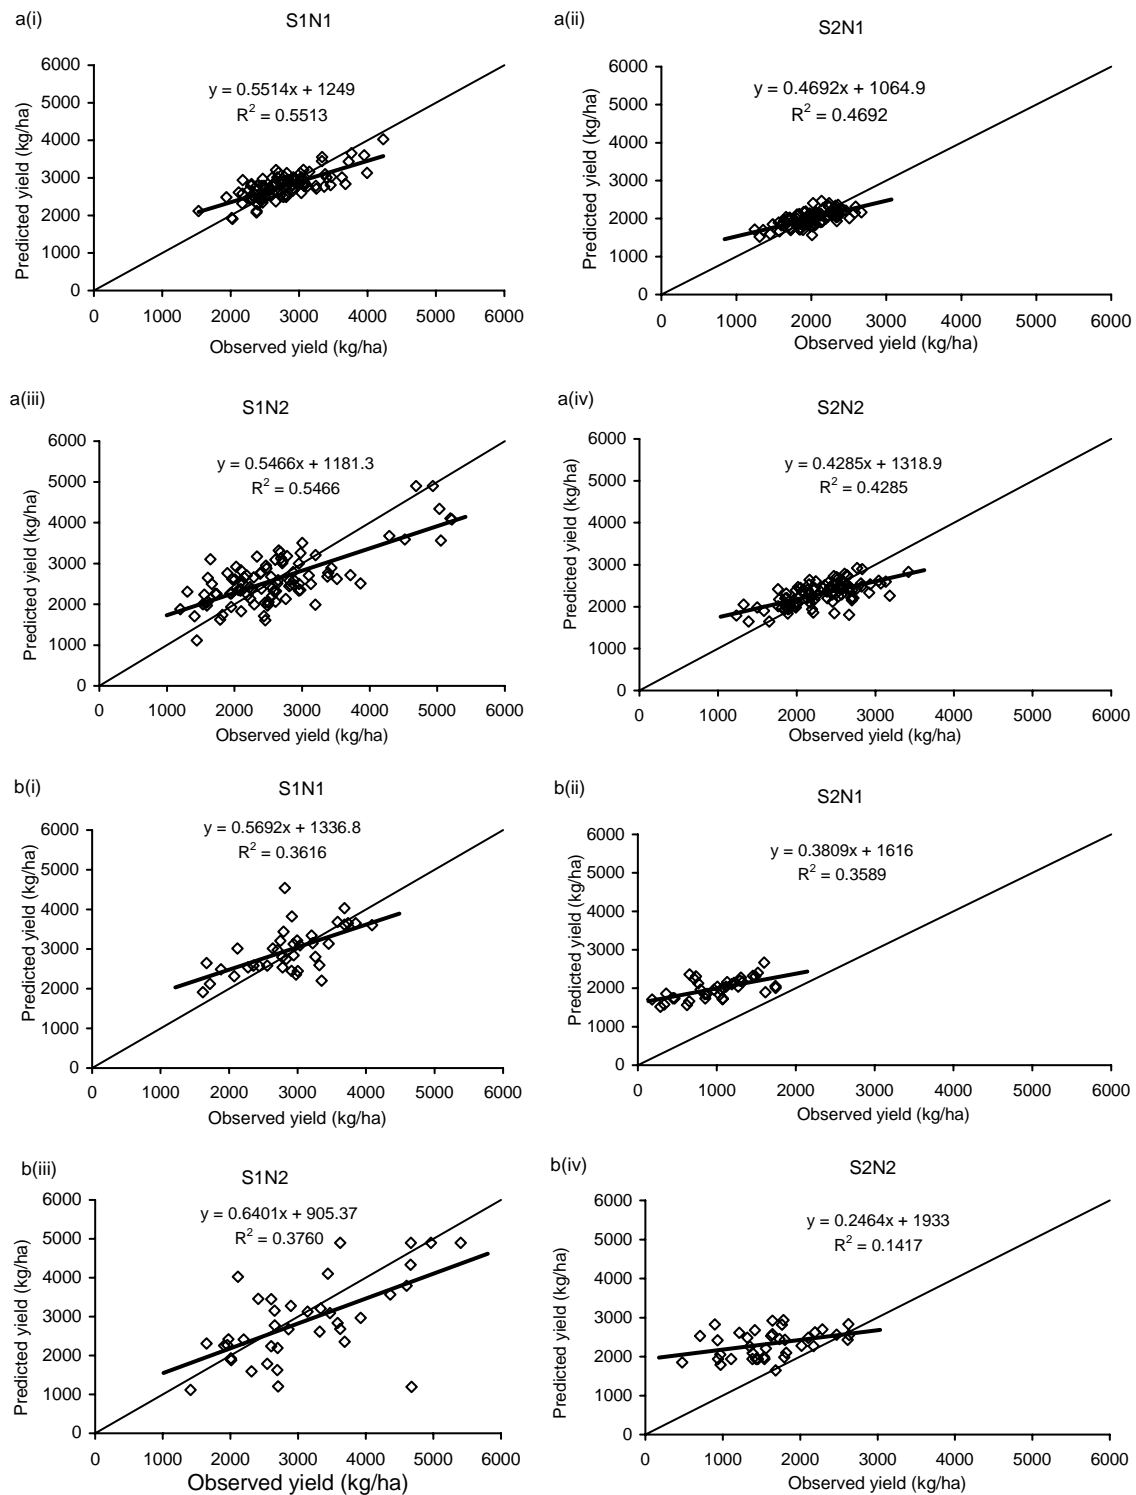 a(i)
S1N1
y = 0.5514x + 1249
R² = 0.5513
6000
5000
4000
3000
2000
1000
0
Predicted yield (kg/ha)
0 1000 2000 3000 4000 5000 6000
Observed yield (kg/ha)
a(ii)
S2N1
y = 0.4692x + 1064.9
R² = 0.4692
6000
5000
4000
3000
2000
1000
0
Predicted yield (kg/ha)
0 1000 2000 3000 4000 5000 6000
Observed yield (kg/ha)
a(iii)
S1N2
y = 0.5466x + 1181.3
R² = 0.5466
6000
5000
4000
3000
2000
1000
0
Predicted yield (kg/ha)
0 1000 2000 3000 4000 5000 6000
Observed yield (kg/ha)
a(iv)
S2N2
y = 0.4285x + 1318.9
R² = 0.4285
6000
5000
4000
3000
2000
1000
0
Predicted yield (kg/ha)
0 1000 2000 3000 4000 5000 6000
Observed yield (kg/ha)
b(i)
S1N1
y = 0.5692x + 1336.8
R² = 0.3616
6000
5000
4000
3000
2000
1000
0
Predicted yield (kg/ha)
0 1000 2000 3000 4000 5000 6000
Observed yield (kg/ha)
b(ii)
S2N1
y = 0.3809x + 1616
R² = 0.3589
6000
5000
4000
3000
2000
1000
0
Predicted yield (kg/ha)
0 1000 2000 3000 4000 5000 6000
Observed yield (kg/ha)
b(iii)
S1N2
y = 0.6401x + 905.37
R² = 0.3760
6000
5000
4000
3000
2000
1000
0
Predicted yield (kg/ha)
0 1000 2000 3000 4000 5000 6000
Observed yield (kg/ha)
b(iv)
S2N2
y = 0.2464x + 1933
R² = 0.1417
6000
5000
4000
3000
2000
1000
0
Predicted yield (kg/ha)
0 1000 2000 3000 4000 5000 6000
Observed yield (kg/ha)